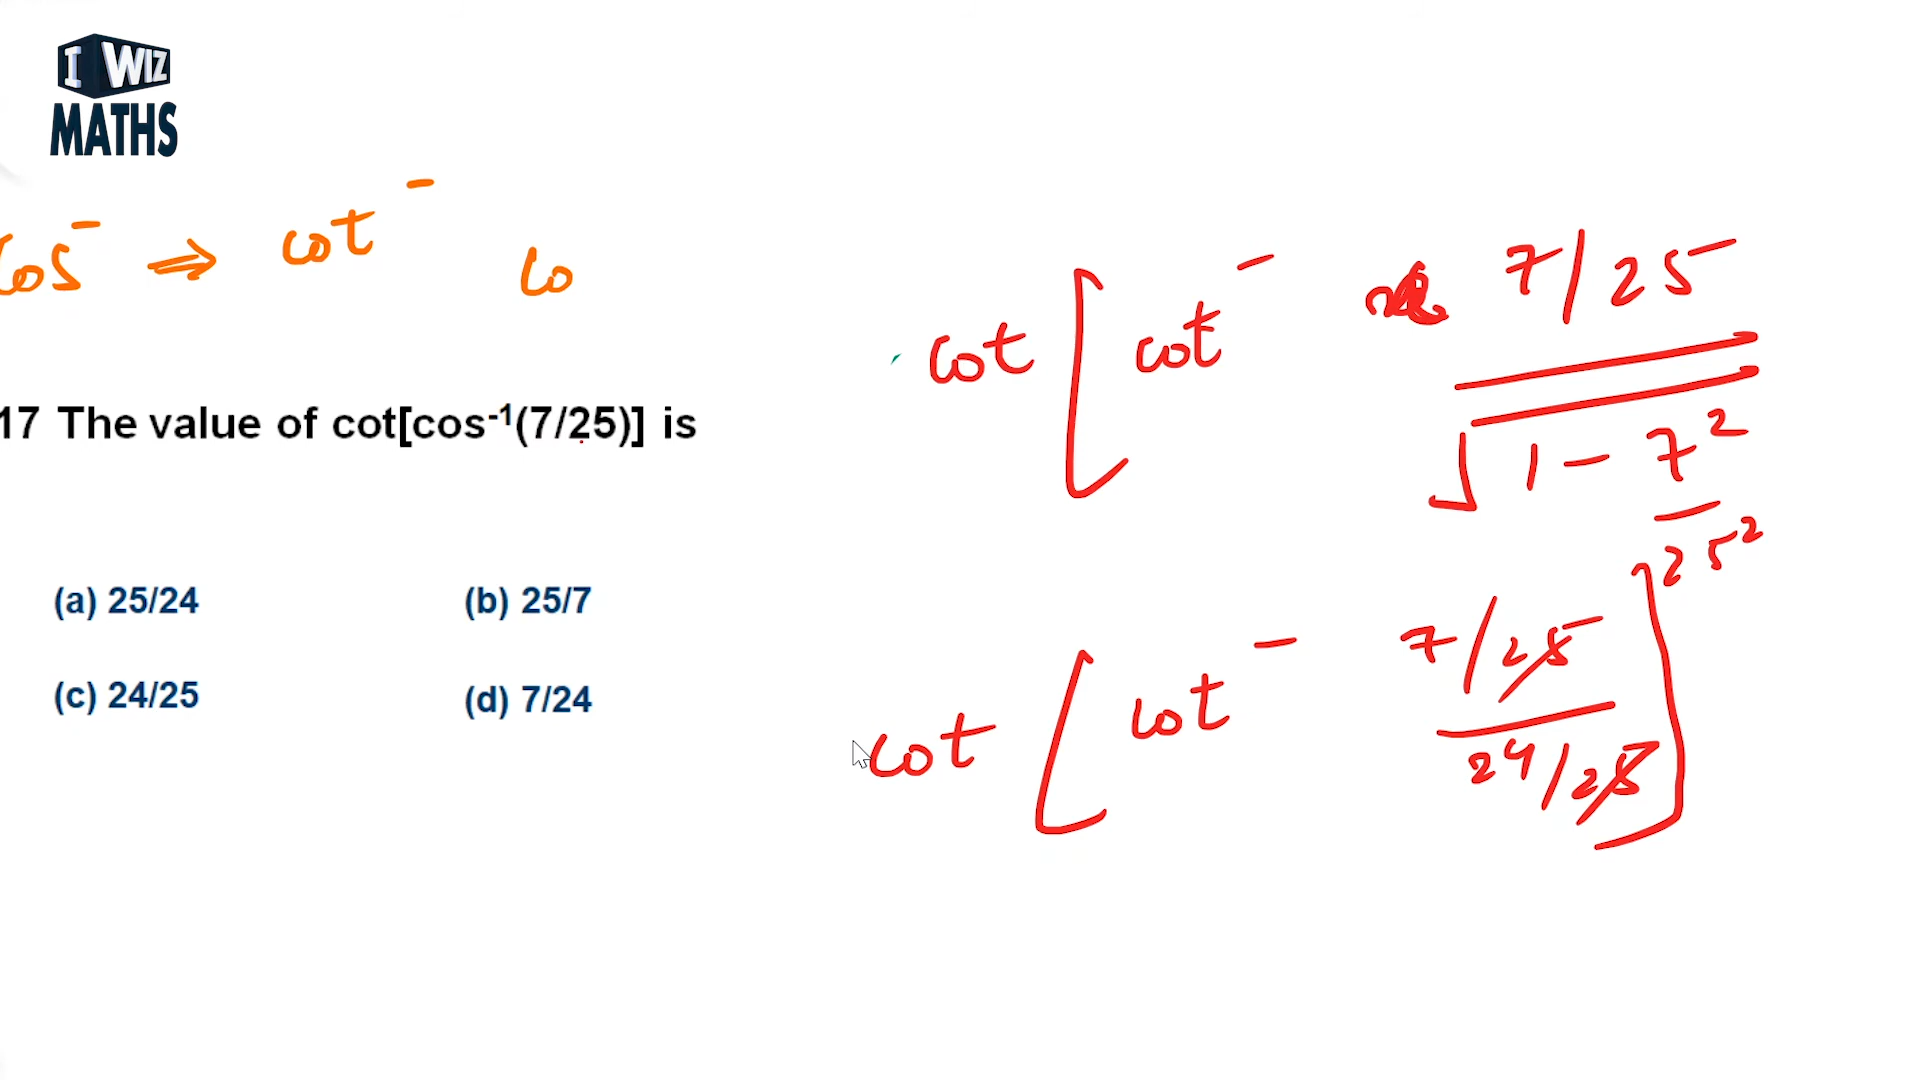 I WIZ
MATHS
cos⁻ ⇒ cot⁻ co
17 The value of cot[cos⁻¹(7/25)] is
(a) 25/24
(b) 25/7
(c) 24/25
(d) 7/24
cot [ cot⁻ 7/25
√1 - 7²
25²
cot [ cot⁻ 7/25
24/25 ]